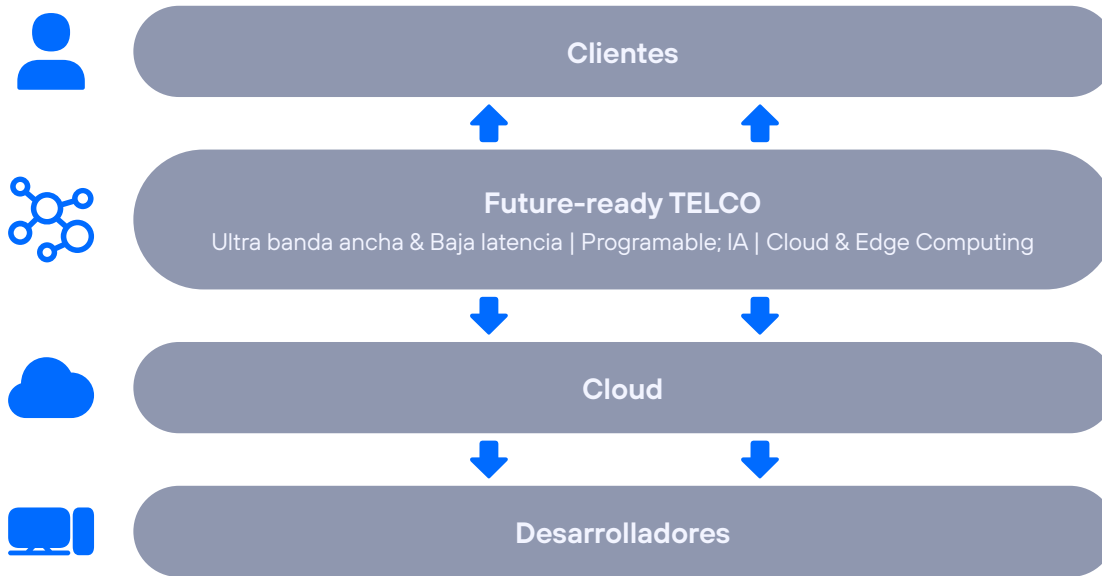 Clientes
Future-ready TELCO
Ultra banda ancha & Baja latencia | Programable; IA | Cloud & Edge Computing
Cloud
Desarrolladores